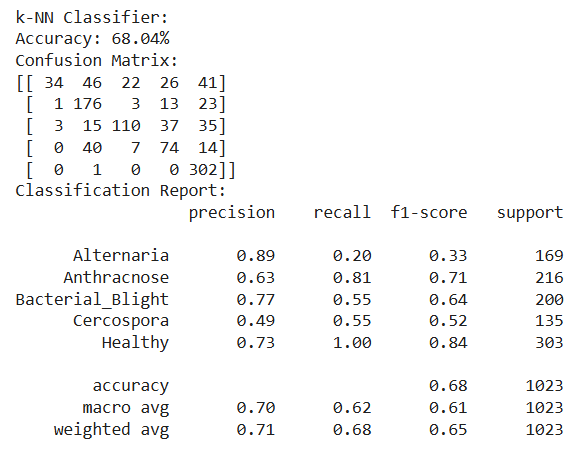 k-NN Classifier:
Accuracy: 68.04%
Confusion Matrix:
[[ 34  46  22  26  41]
 [  1 176   3  13  23]
 [  3  15 110  37  35]
 [  0  40   7  74  14]
 [  0   1   0   0 302]]
Classification Report:
                  precision    recall  f1-score   support

      Alternaria       0.89      0.20      0.33       169
     Anthracnose       0.63      0.81      0.71       216
Bacterial_Blight       0.77      0.55      0.64       200
      Cercospora       0.49      0.55      0.52       135
         Healthy       0.73      1.00      0.84       303

        accuracy                           0.68      1023
       macro avg       0.70      0.62      0.61      1023
    weighted avg       0.71      0.68      0.65      1023